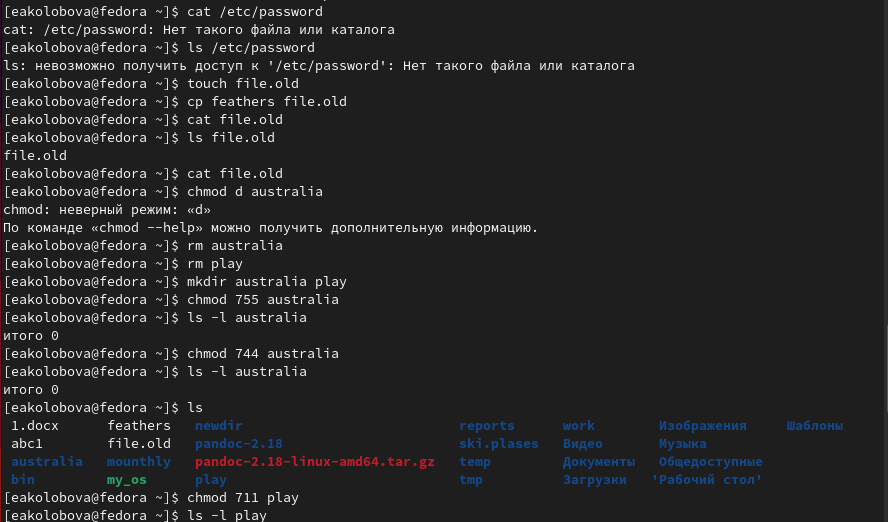 [eakolobova@fedora ~]$ cat /etc/password
cat: /etc/password: Нет такого файла или каталога
[eakolobova@fedora ~]$ ls /etc/password
ls: невозможно получить доступ к '/etc/password': Нет такого файла или каталога
[eakolobova@fedora ~]$ touch file.old
[eakolobova@fedora ~]$ cp feathers file.old
[eakolobova@fedora ~]$ cat file.old
[eakolobova@fedora ~]$ ls file.old
file.old
[eakolobova@fedora ~]$ cat file.old
[eakolobova@fedora ~]$ chmod d australia
chmod: неверный режим: «d»
По команде «chmod --help» можно получить дополнительную информацию.
[eakolobova@fedora ~]$ rm australia
[eakolobova@fedora ~]$ rm play
[eakolobova@fedora ~]$ mkdir australia play
[eakolobova@fedora ~]$ chmod 755 australia
[eakolobova@fedora ~]$ ls -l australia
итого 0
[eakolobova@fedora ~]$ chmod 744 australia
[eakolobova@fedora ~]$ ls -l australia
итого 0
[eakolobova@fedora ~]$ ls
1.docx feathers newdir reports work Изображения Шаблоны
abc1 file.old pandoc-2.18 ski.plases Видео Музыка
australia mounthly pandoc-2.18-linux-amd64.tar.gz temp Документы Общедоступные
bin my_os play tmp Загрузки 'Рабочий стол'
[eakolobova@fedora ~]$ chmod 711 play
[eakolobova@fedora ~]$ ls -l play